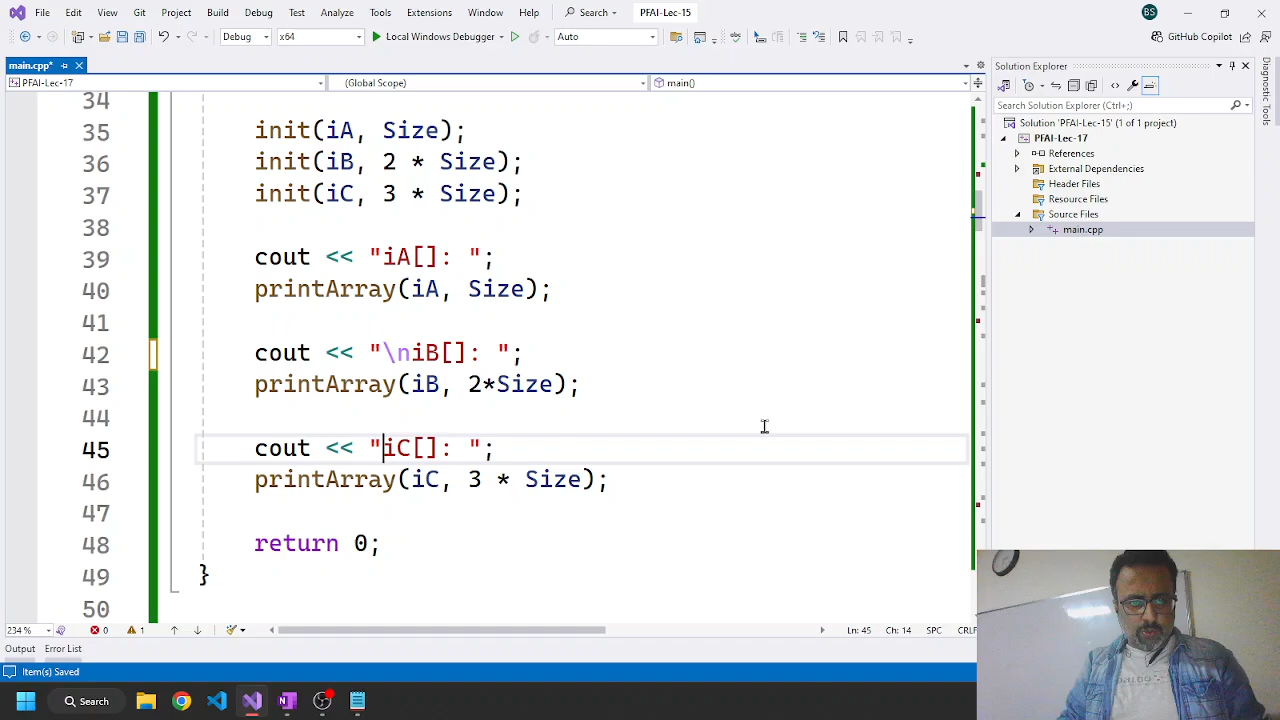 File Edit View Git Project Build Debug Test Analyze Tools Extensions Window Help Search PFAI-Lec-15 BS
Debug x64 Local Windows Debugger Auto GitHub Copilot
main.cpp* Solution Explorer
PFAI-Lec-17 (Global Scope) main()
Search Solution Explorer (Ctrl+;)
Solution 'PFAI-Lec-15' (1 of 1 project)
PFAI-Lec-17
References
External Dependencies
Header Files
Resource Files
Source Files
main.cpp
Diagnostic Tools
34
35 init(iA, Size);
36 init(iB, 2 * Size);
37 init(iC, 3 * Size);
38
39 cout << "iA[]: ";
40 printArray(iA, Size);
41
42 cout << "\niB[]: ";
43 printArray(iB, 2*Size);
44
45 cout << "iC[]: ";
46 printArray(iC, 3 * Size);
47
48 return 0;
49 }
50
234 % 0 1 Ln: 45 Ch: 14 SPC CRLF
Output Error List
Item(s) Saved
Search